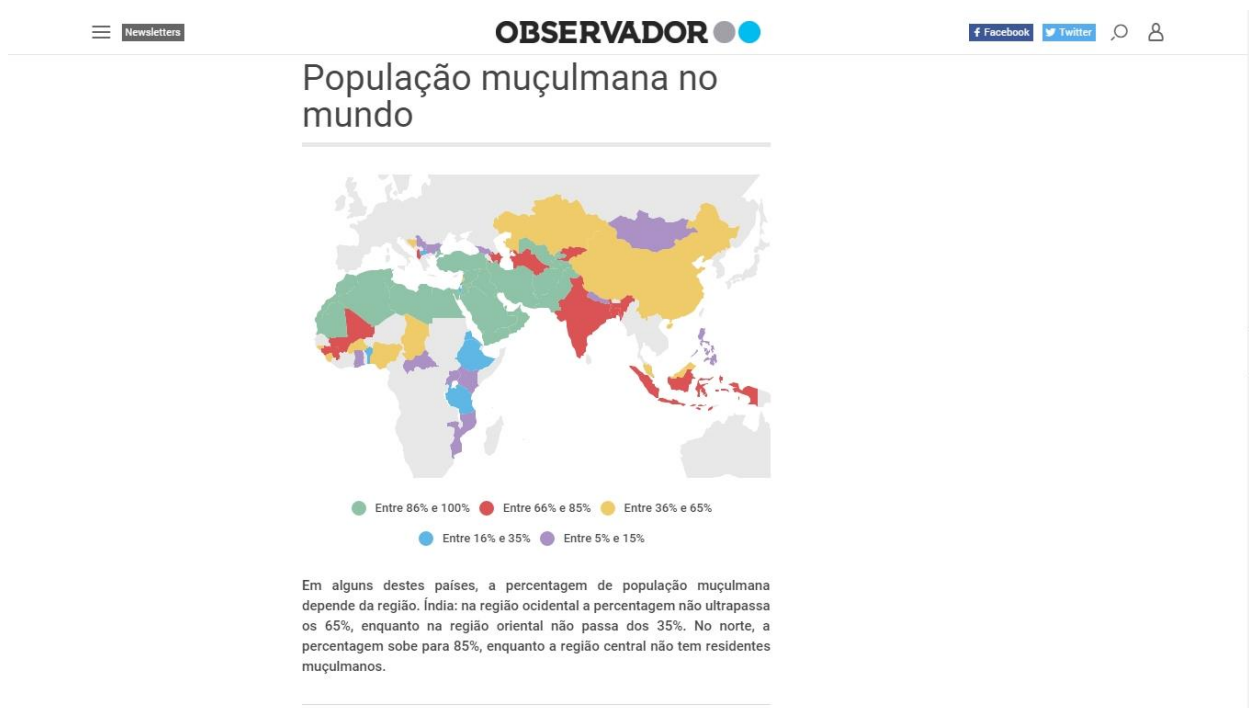 Newsletters
OBSERVADOR
Facebook
Twitter
População muçulmana no
mundo
Entre 86% e 100%
Entre 66% e 85%
Entre 36% e 65%
Entre 16% e 35%
Entre 5% e 15%
Em alguns destes países, a percentagem de população muçulmana
depende da região. Índia: na região ocidental a percentagem não ultrapassa
os 65%, enquanto na região oriental não passa dos 35%. No norte, a
percentagem sobe para 85%, enquanto a região central não tem residentes
muçulmanos.